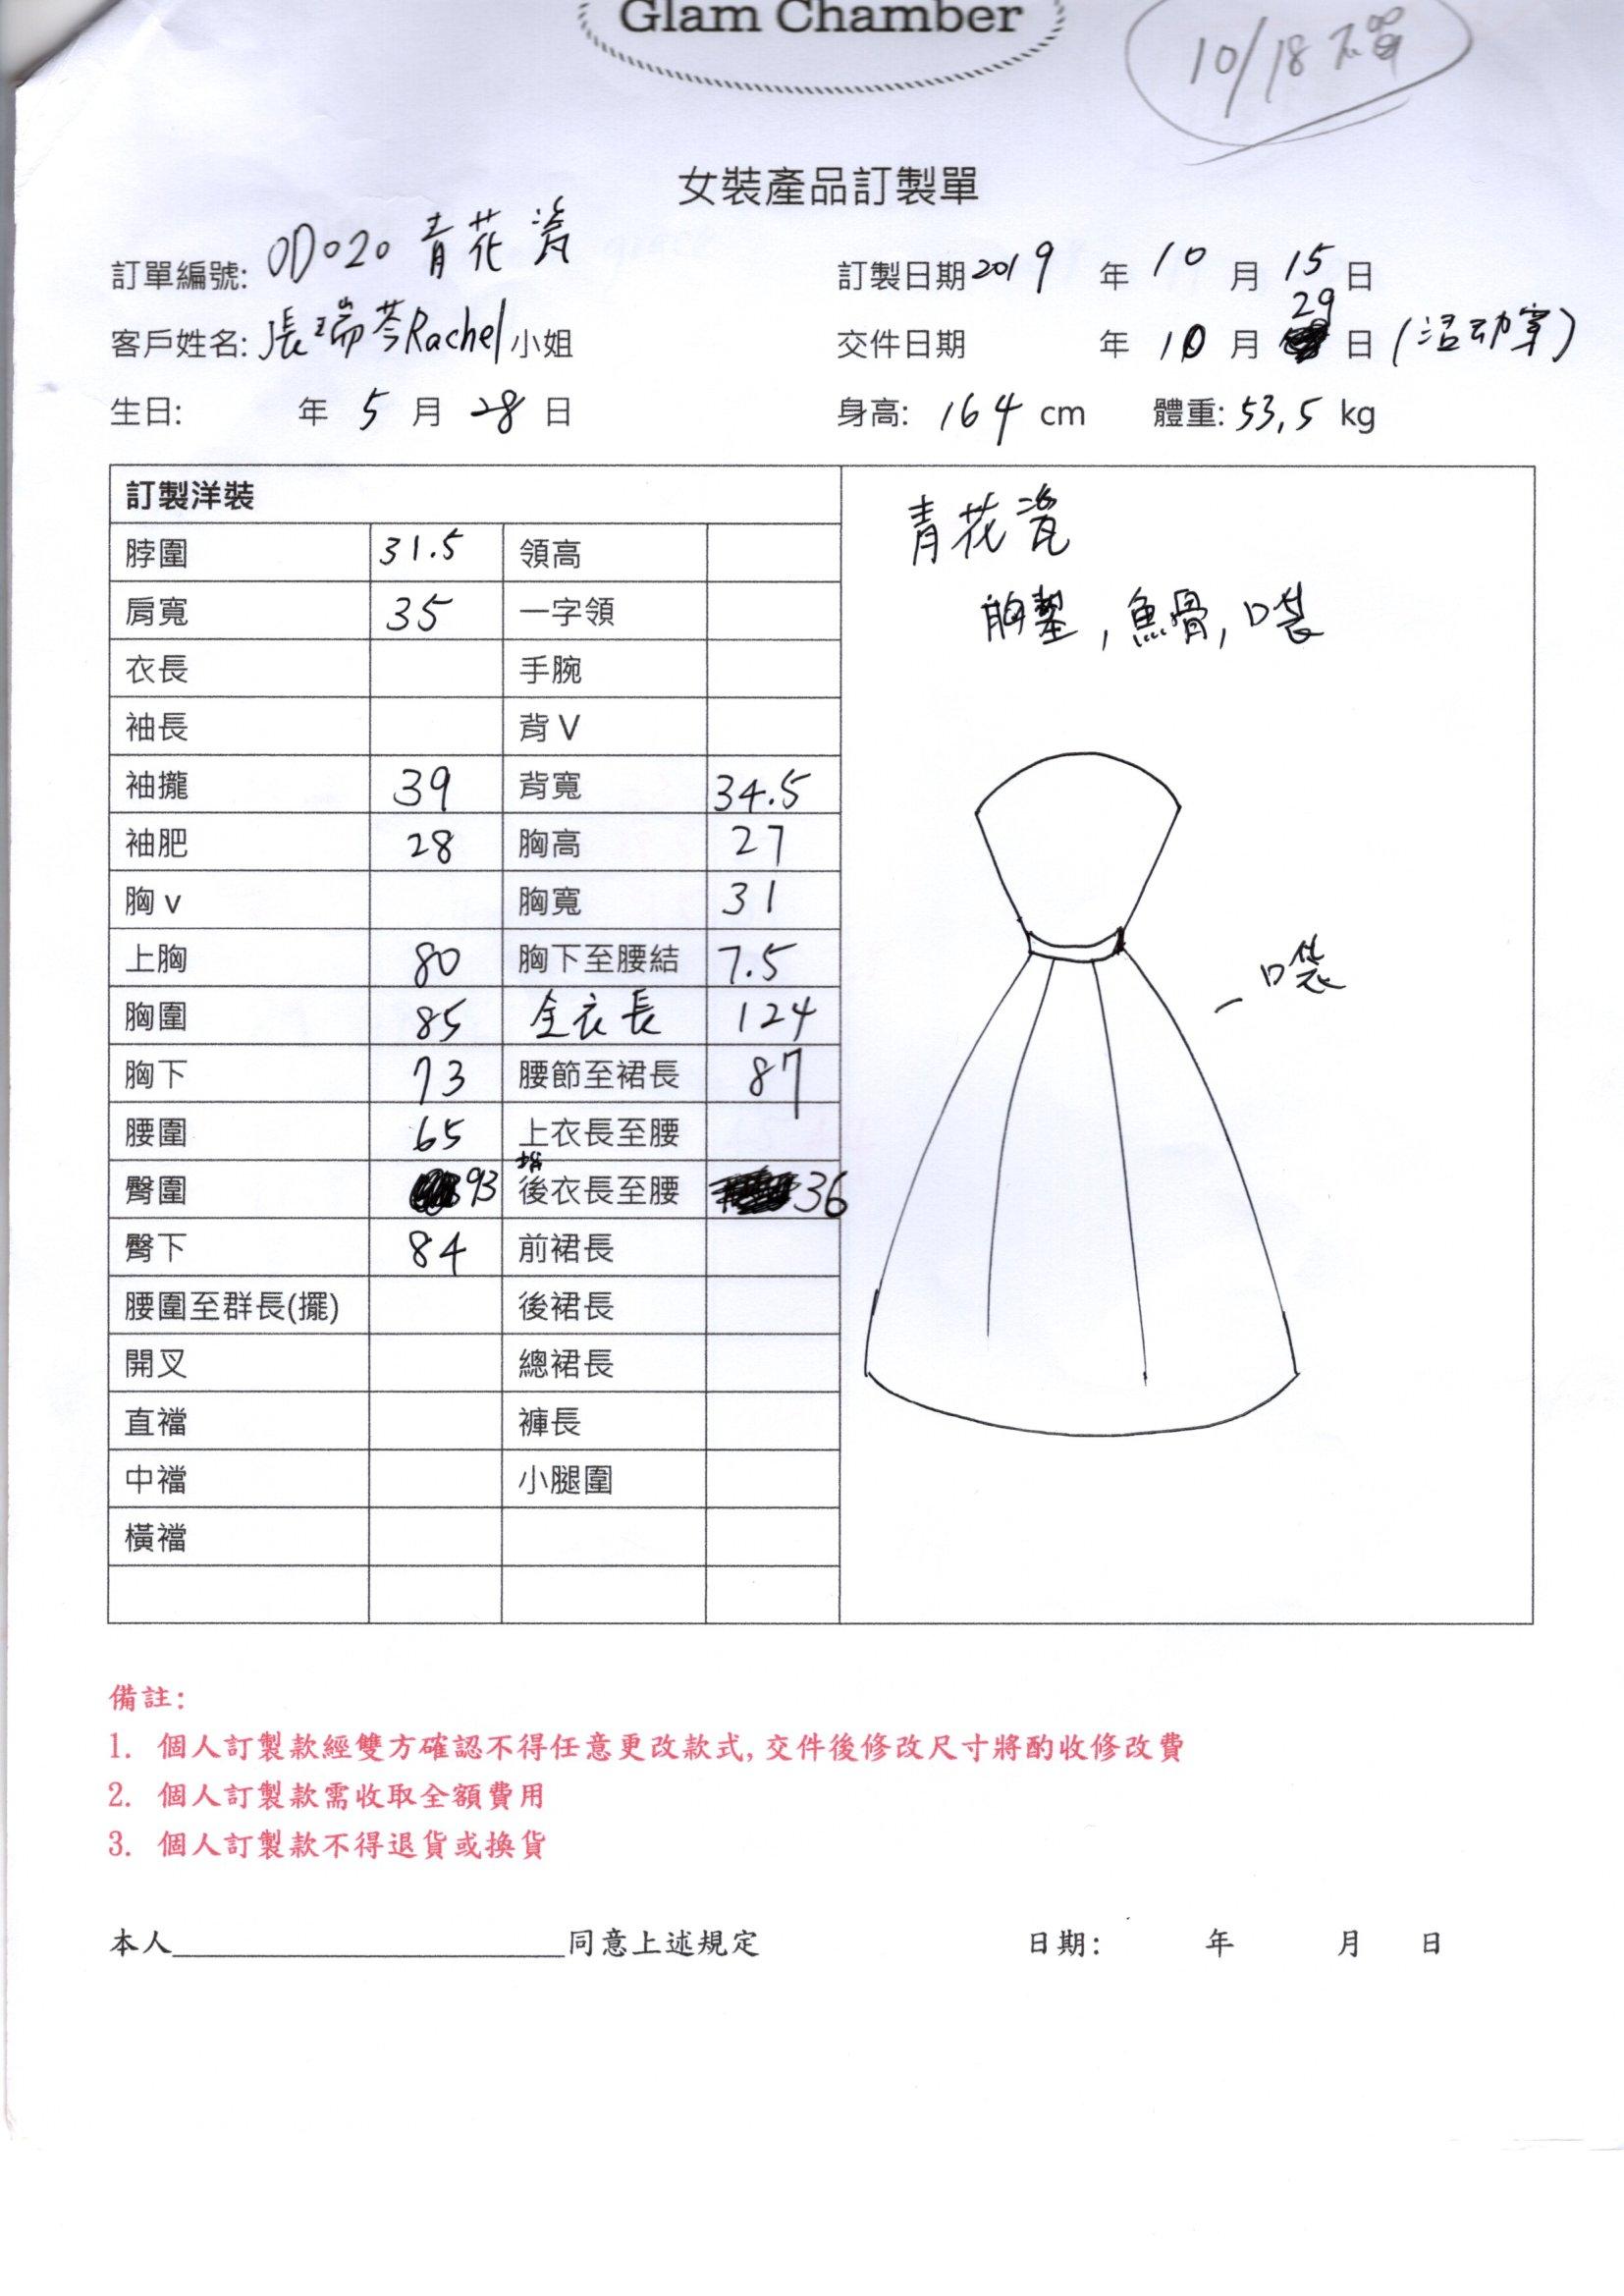 Glam Chamber
10/18 下單
女裝產品訂製單
訂單編號: OD020 青花瓷
訂製日期 2019 年 10 月 15 日
客戶姓名: 張瑞芩 Rachel 小姐
交件日期 年 10 月 29 日 (活动穿)
生日: 年 5 月 28 日
身高: 164 cm 體重: 53.5 kg
訂製洋裝
脖圍 31.5 領高
肩寬 35 一字領
衣長 手腕
袖長 背 V
袖攏 39 背寬 34.5
袖肥 28 胸高 27
胸 v 胸寬 31
上胸 80 胸下至腰結 7.5
胸圍 85 全衣長 124
胸下 73 腰節至裙長 87
腰圍 65 上衣長至腰
臀圍 93 後衣長至腰 36
臀下 84 前裙長
腰圍至群長(擺) 後裙長
開叉 總裙長
直襠 褲長
中襠 小腿圍
橫襠
青花瓷
胸墊, 魚骨, 口袋
口袋
備註:
1. 個人訂製款經雙方確認不得任意更改款式, 交件後修改尺寸將酌收修改費
2. 個人訂製款需收取全額費用
3. 個人訂製款不得退貨或換貨
本人____________________同意上述規定
日期: 年 月 日